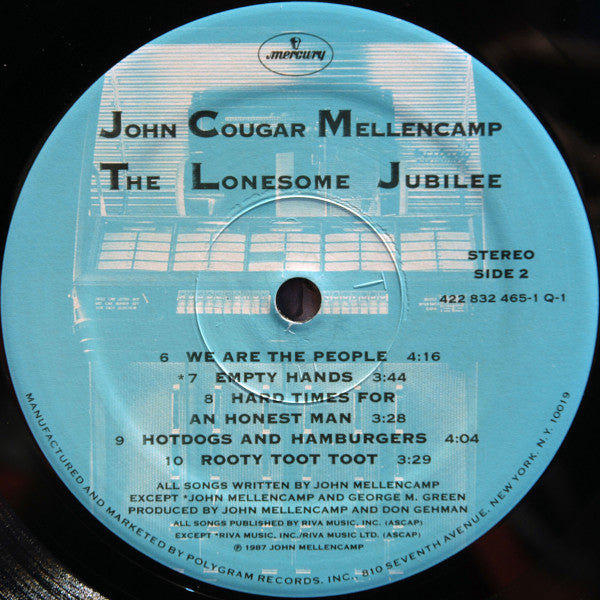 mercury
JOHN COUGAR MELLENCAMP
THE LONESOME JUBILEE
STEREO
SIDE 2
422 832 465-1 Q-1
6 WE ARE THE PEOPLE 4:16
*7 EMPTY HANDS 3:44
8 HARD TIMES FOR
AN HONEST MAN 3:28
9 HOTDOGS AND HAMBURGERS 4:04
10 ROOTY TOOT TOOT 3:29
ALL SONGS WRITTEN BY JOHN MELLENCAMP
EXCEPT *JOHN MELLENCAMP AND GEORGE M. GREEN
PRODUCED BY JOHN MELLENCAMP AND DON GEHMAN
ALL SONGS PUBLISHED BY RIVA MUSIC, INC. (ASCAP)
EXCEPT *RIVA MUSIC, INC./RIVA MUSIC LTD. (ASCAP)
℗ 1987 JOHN MELLENCAMP
MANUFACTURED AND MARKETED BY POLYGRAM RECORDS, INC., 810 SEVENTH AVENUE, NEW YORK, N.Y. 10019